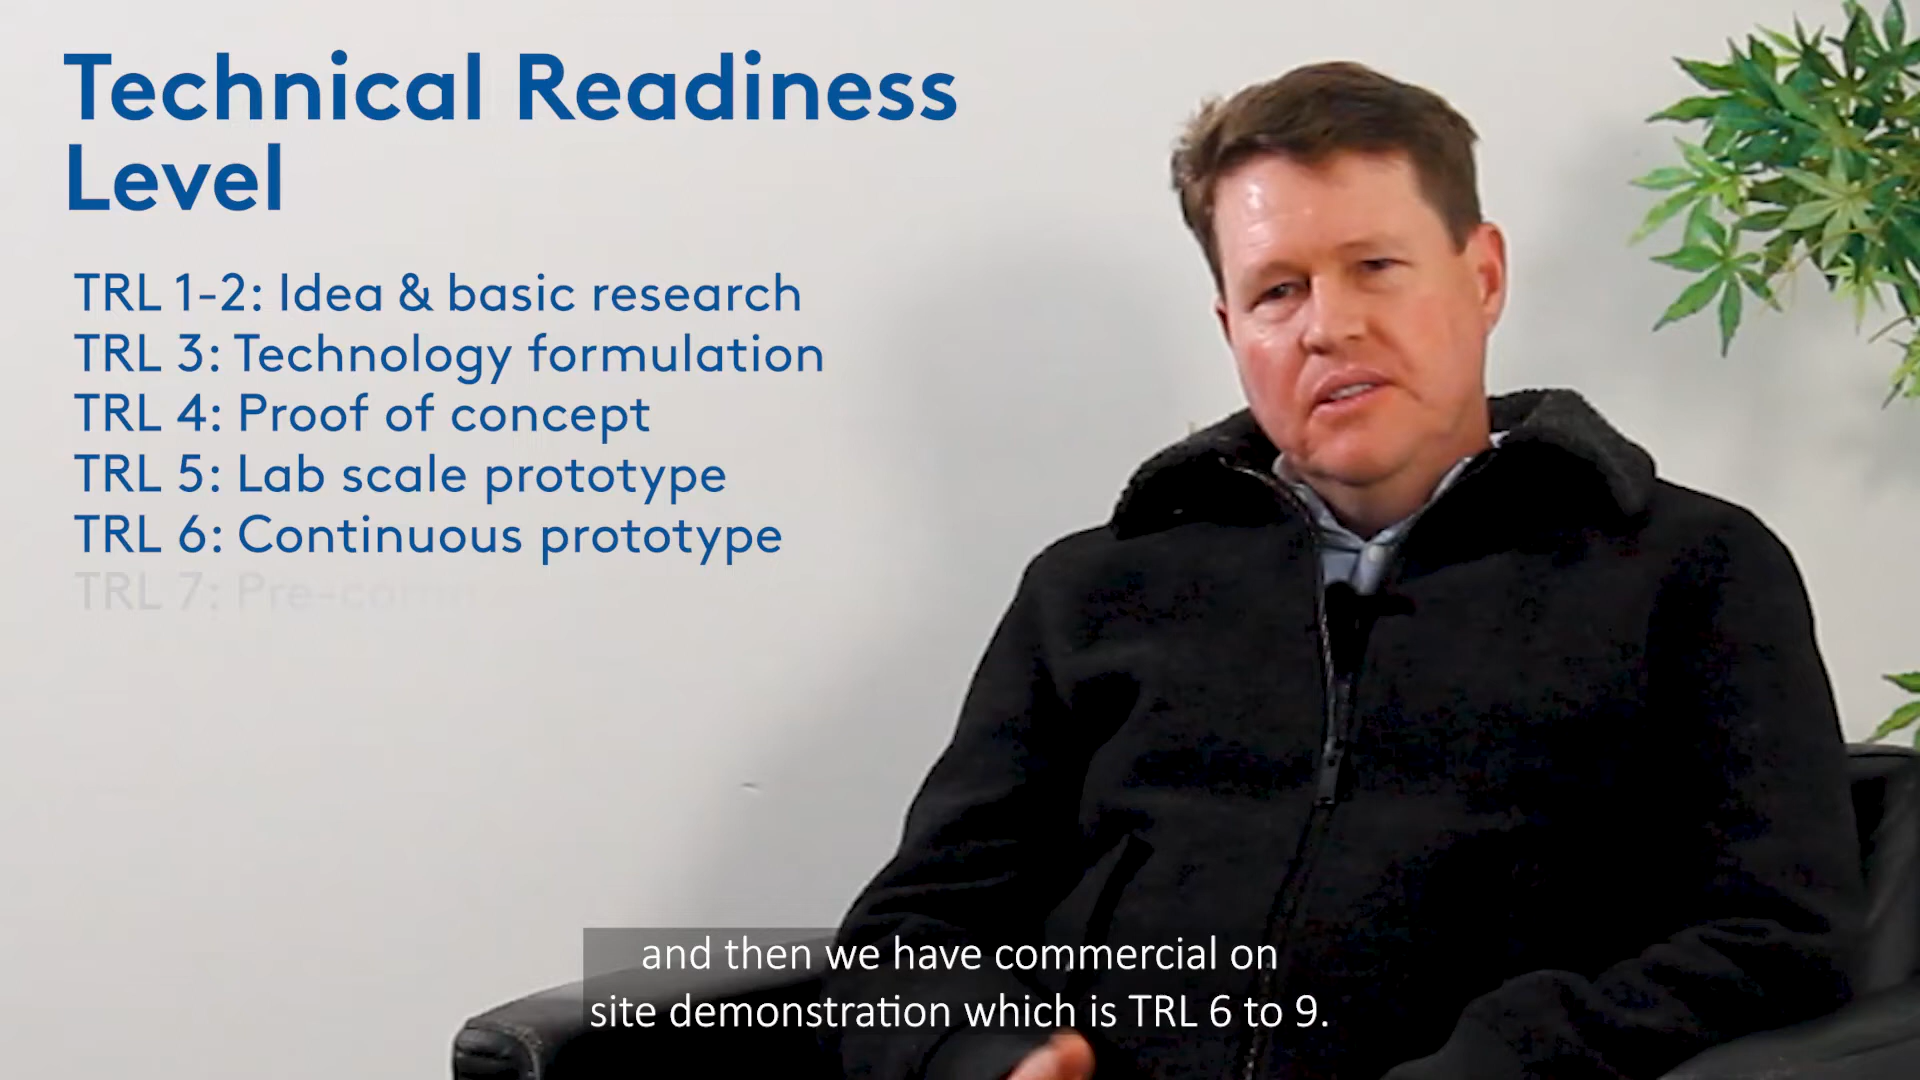 Technical Readiness
Level
TRL 1-2: Idea & basic research
TRL 3: Technology formulation
TRL 4: Proof of concept
TRL 5: Lab scale prototype
TRL 6: Continuous prototype
TRL 7:
and then we have commercial on
site demonstration which is TRL 6 to 9.